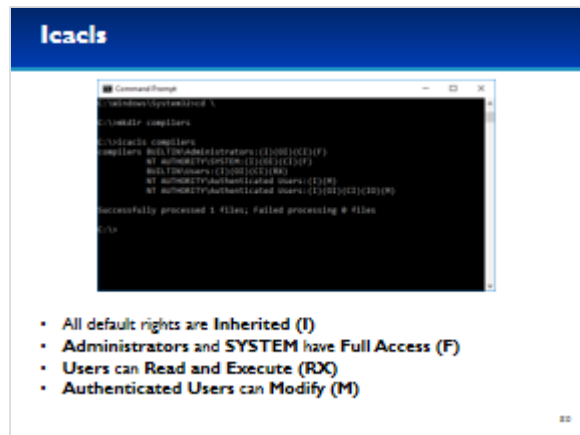 Icacls
Command Prompt
C:\Windows\System32>cd \
C:\>mkdir compilers
C:\>icacls compilers
compilers BUILTIN\Administrators:(I)(OI)(CI)(F)
NT AUTHORITY\SYSTEM:(I)(OI)(CI)(F)
BUILTIN\Users:(I)(OI)(CI)(RX)
NT AUTHORITY\Authenticated Users:(I)(M)
NT AUTHORITY\Authenticated Users:(I)(OI)(CI)(IO)(M)
Successfully processed 1 files; Failed processing 0 files
C:\>
• All default rights are Inherited (I)
• Administrators and SYSTEM have Full Access (F)
• Users can Read and Execute (RX)
• Authenticated Users can Modify (M)